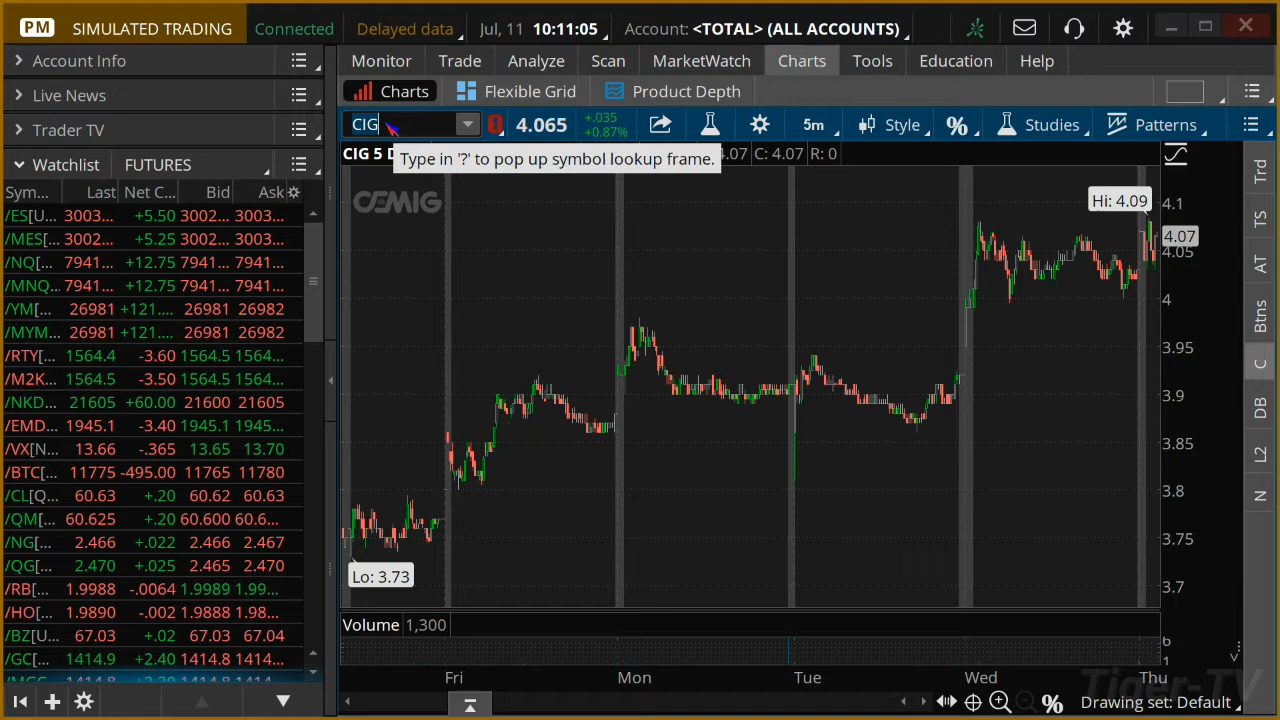 PM SIMULATED TRADING Connected Delayed data Jul, 11 10:11:05 Account: <TOTAL> (ALL ACCOUNTS)
Account Info
Live News
Trader TV
Watchlist FUTURES
Sym... Last Net C... Bid Ask
/ES[U... 3003... +5.50 3002... 3003...
/MES[... 3002... +5.25 3002... 3003...
/NQ[... 7941... +12.75 7941... 7941...
/MNQ... 7941... +12.75 7941... 7941...
/YM[... 26981 +121.... 26981 26982
/MYM... 26981 +121.... 26981 26982
/RTY[... 1564.4 -3.60 1564.5 1564....
/M2K... 1564.5 -3.50 1564.5 1564....
/NKD... 21605 +60.00 21600 21605
/EMD... 1945.1 -3.40 1945.1 1945...
/VX[N... 13.66 -.365 13.65 13.70
/BTC[... 11775 -495.00 11765 11780
/CL[Q... 60.63 +.20 60.62 60.63
/QM[... 60.625 +.20 60.600 60.6...
/NG[... 2.466 +.022 2.466 2.467
/QG[... 2.470 +.025 2.465 2.470
/RB[... 1.9988 -.0064 1.9989 1.99...
/HO[... 1.9890 -.002 1.9888 1.98...
/BZ[U... 67.03 +.02 67.03 67.04
/GC[... 1414.9 +2.40 1414.8 1414...
Monitor Trade Analyze Scan MarketWatch Charts Tools Education Help
Charts Flexible Grid Product Depth
CIG 4.065 +.035 +0.87% 5m Style % Studies Patterns
Type in '?' to pop up symbol lookup frame.
CIG 5 D 4.07 C: 4.07 R: 0
CEMIG
Hi: 4.09
Lo: 3.73
4.1
4.07
4.05
4
3.95
3.9
3.85
3.8
3.75
3.7
Volume 1,300
6
1
Fri Mon Tue Wed Thu
% Drawing set: Default
Trd
TS
AT
Btns
C
DB
L2
N
Tiger-TV